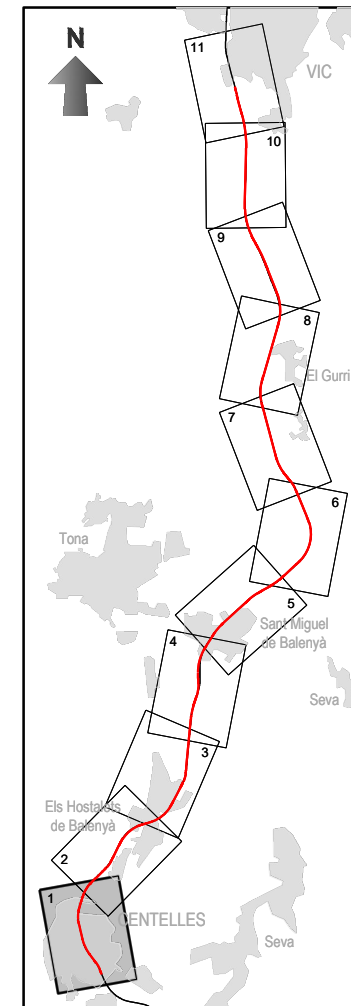 N
11
VIC
10
9
8
El Gurri
7
6
Tona
5
Sant Miguel
de Balenyà
4
Seva
3
Els Hostalets
de Balenyà
2
1
CENTELLES
Seva